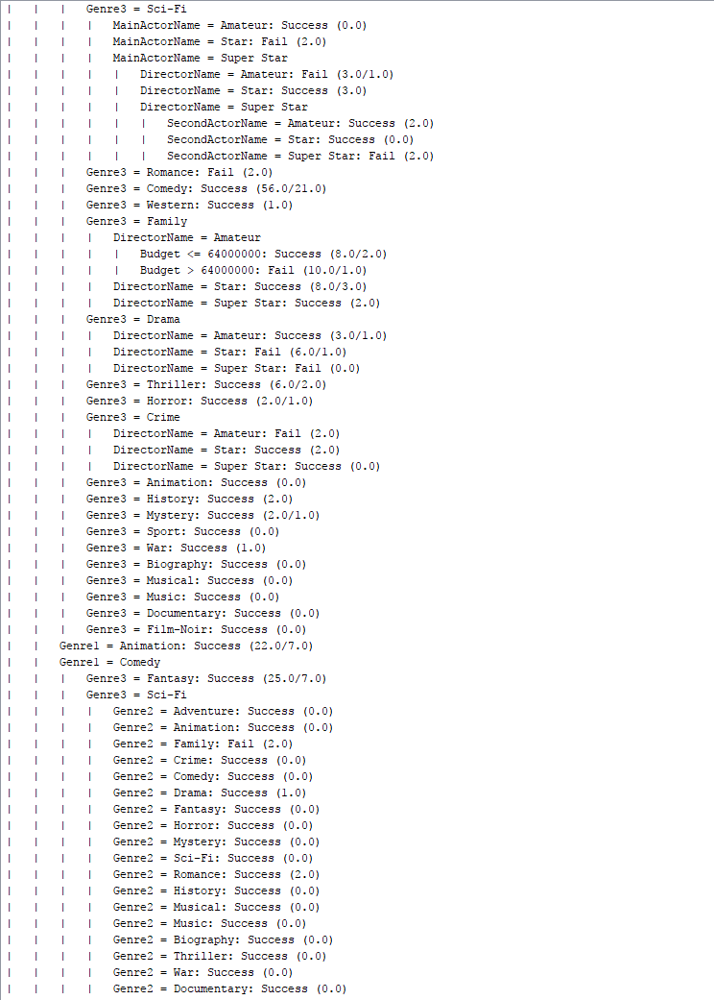 |   |   |   Genre3 = Sci-Fi
|   |   |   |   MainActorName = Amateur: Success (0.0)
|   |   |   |   MainActorName = Star: Fail (2.0)
|   |   |   |   MainActorName = Super Star
|   |   |   |   |   DirectorName = Amateur: Fail (3.0/1.0)
|   |   |   |   |   DirectorName = Star: Success (3.0)
|   |   |   |   |   DirectorName = Super Star
|   |   |   |   |   |   SecondActorName = Amateur: Success (2.0)
|   |   |   |   |   |   SecondActorName = Star: Success (0.0)
|   |   |   |   |   |   SecondActorName = Super Star: Fail (2.0)
|   |   |   Genre3 = Romance: Fail (2.0)
|   |   |   Genre3 = Comedy: Success (56.0/21.0)
|   |   |   Genre3 = Western: Success (1.0)
|   |   |   Genre3 = Family
|   |   |   |   DirectorName = Amateur
|   |   |   |   |   Budget <= 64000000: Success (8.0/2.0)
|   |   |   |   |   Budget > 64000000: Fail (10.0/1.0)
|   |   |   |   DirectorName = Star: Success (8.0/3.0)
|   |   |   |   DirectorName = Super Star: Success (2.0)
|   |   |   Genre3 = Drama
|   |   |   |   DirectorName = Amateur: Success (3.0/1.0)
|   |   |   |   DirectorName = Star: Fail (6.0/1.0)
|   |   |   |   DirectorName = Super Star: Fail (0.0)
|   |   |   Genre3 = Thriller: Success (6.0/2.0)
|   |   |   Genre3 = Horror: Success (2.0/1.0)
|   |   |   Genre3 = Crime
|   |   |   |   DirectorName = Amateur: Fail (2.0)
|   |   |   |   DirectorName = Star: Success (2.0)
|   |   |   |   DirectorName = Super Star: Success (0.0)
|   |   |   Genre3 = Animation: Success (0.0)
|   |   |   Genre3 = History: Success (2.0)
|   |   |   Genre3 = Mystery: Success (2.0/1.0)
|   |   |   Genre3 = Sport: Success (0.0)
|   |   |   Genre3 = War: Success (1.0)
|   |   |   Genre3 = Biography: Success (0.0)
|   |   |   Genre3 = Musical: Success (0.0)
|   |   |   Genre3 = Music: Success (0.0)
|   |   |   Genre3 = Documentary: Success (0.0)
|   |   |   Genre3 = Film-Noir: Success (0.0)
|   |   Genre1 = Animation: Success (22.0/7.0)
|   |   Genre1 = Comedy
|   |   |   Genre3 = Fantasy: Success (25.0/7.0)
|   |   |   Genre3 = Sci-Fi
|   |   |   |   Genre2 = Adventure: Success (0.0)
|   |   |   |   Genre2 = Animation: Success (0.0)
|   |   |   |   Genre2 = Family: Fail (2.0)
|   |   |   |   Genre2 = Crime: Success (0.0)
|   |   |   |   Genre2 = Comedy: Success (0.0)
|   |   |   |   Genre2 = Drama: Success (1.0)
|   |   |   |   Genre2 = Fantasy: Success (0.0)
|   |   |   |   Genre2 = Horror: Success (0.0)
|   |   |   |   Genre2 = Mystery: Success (0.0)
|   |   |   |   Genre2 = Sci-Fi: Success (0.0)
|   |   |   |   Genre2 = Romance: Success (2.0)
|   |   |   |   Genre2 = History: Success (0.0)
|   |   |   |   Genre2 = Musical: Success (0.0)
|   |   |   |   Genre2 = Music: Success (0.0)
|   |   |   |   Genre2 = Biography: Success (0.0)
|   |   |   |   Genre2 = Thriller: Success (0.0)
|   |   |   |   Genre2 = War: Success (0.0)
|   |   |   |   Genre2 = Documentary: Success (0.0)